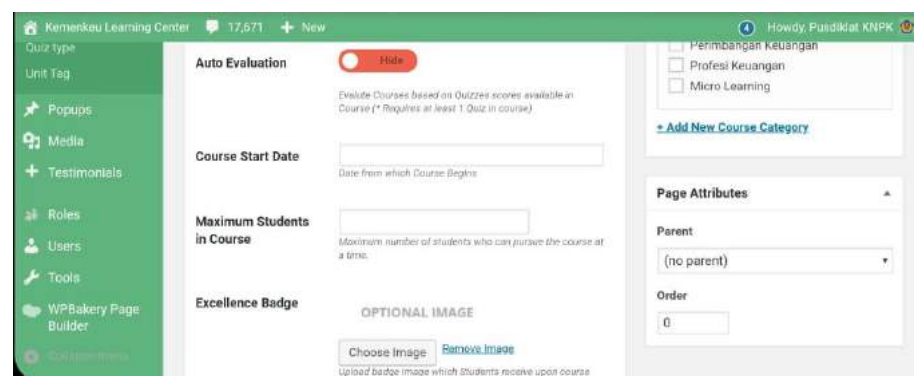 Kemenkeu Learning Center 17,671 + New
Howdy, Pusdiklat KNPK
Quiz type
Unit Tag
Popups
Media
Testimonials
Roles
Users
Tools
WPBakery Page
Builder
Collapse menu
Auto Evaluation
Hide
Evalute Courses based on Quizzes scores available in
Course (* Requires at least 1 Quiz in course)
Course Start Date
Date from which Course Begins
Maximum Students
in Course
Maximum number of students who can pursue the course at
a time.
Excellence Badge
OPTIONAL IMAGE
Choose Image Remove Image
Upload badge image which Students receive upon course
Perimbangan Keuangan
Profesi Keuangan
Micro Learning
+ Add New Course Category
Page Attributes
Parent
(no parent)
Order
0